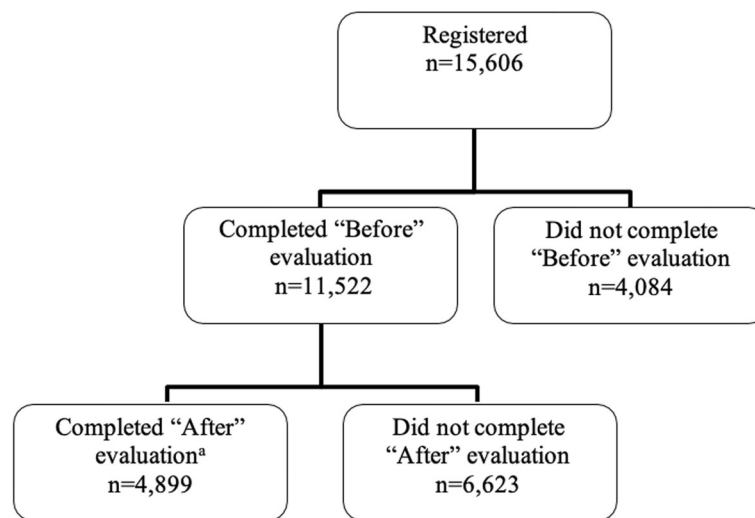 Registered
n=15,606
Completed “Before”
evaluation
n=11,522
Did not complete
“Before” evaluation
n=4,084
Completed “After”
evaluationᵃ
n=4,899
Did not complete
“After” evaluation
n=6,623